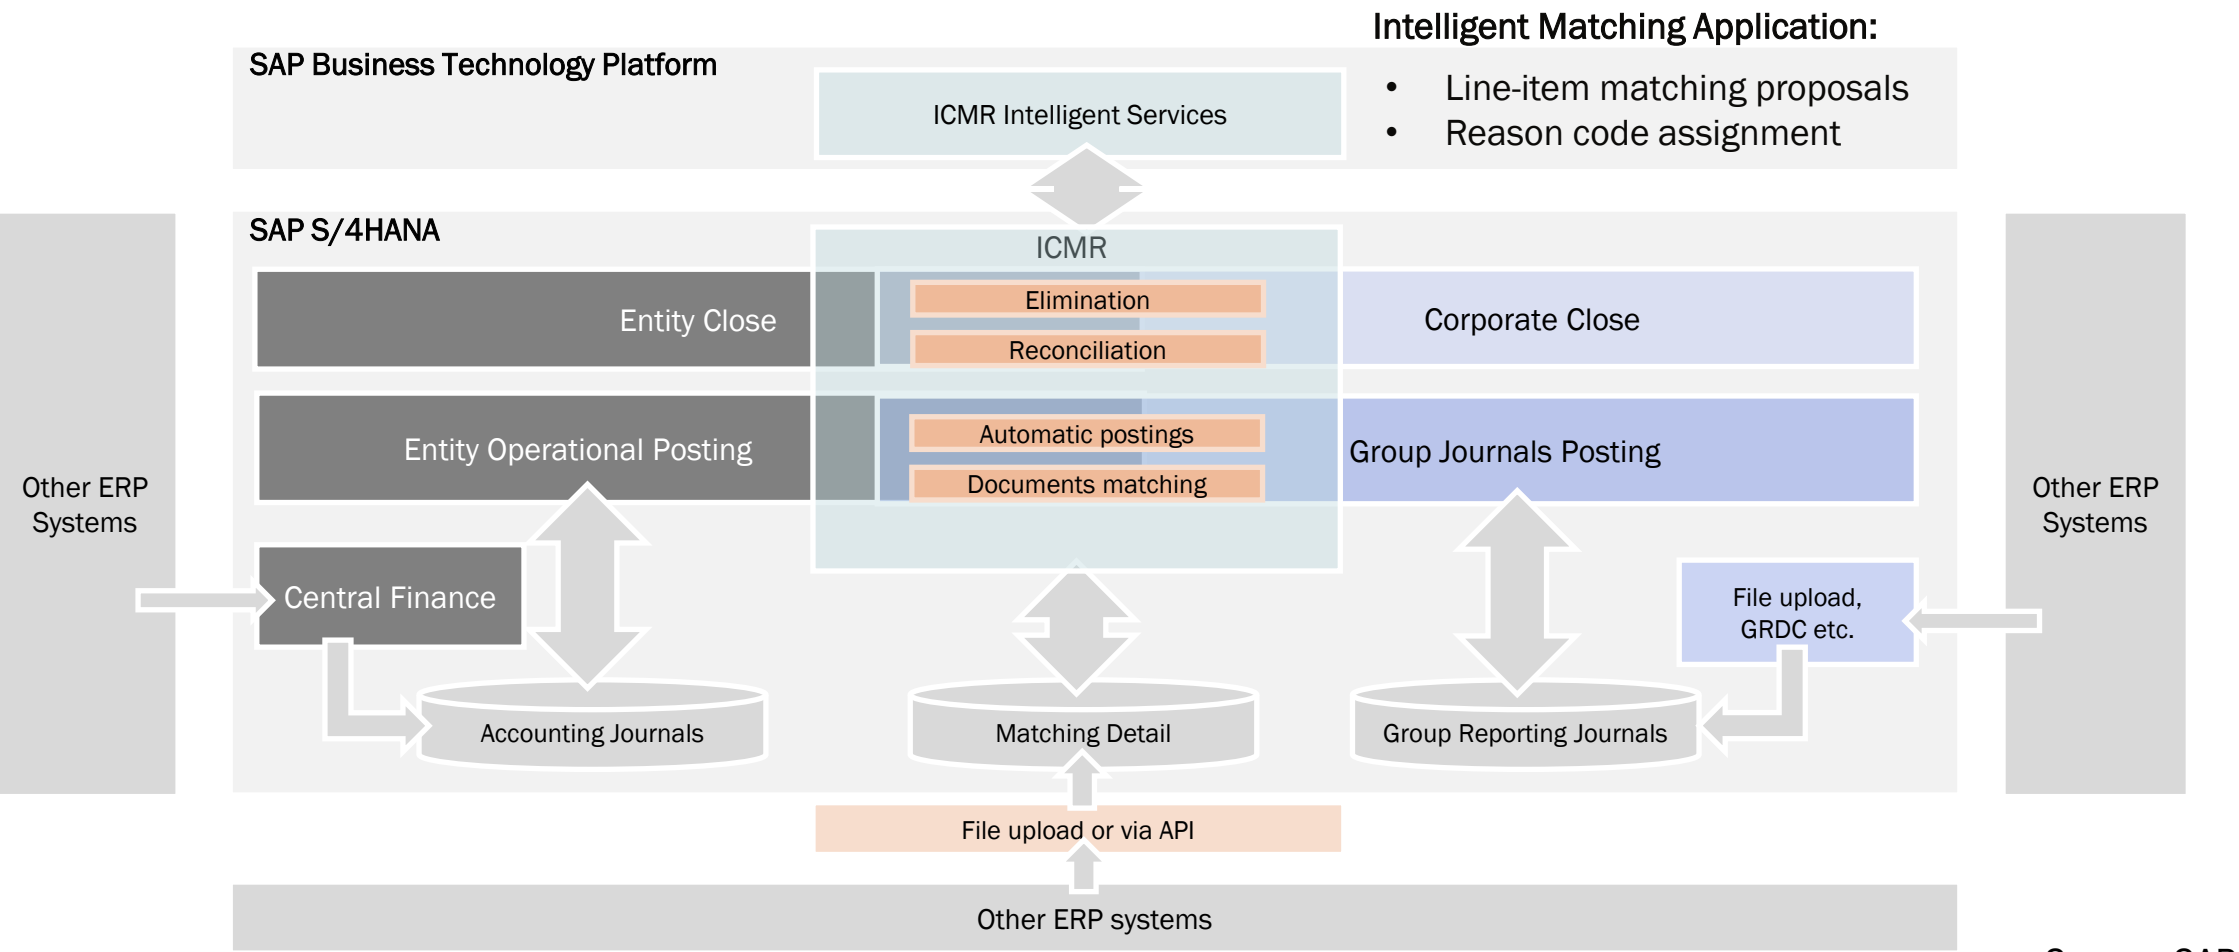 Intelligent Matching Application:
SAP Business Technology Platform
ICMR Intelligent Services
• Line-item matching proposals
• Reason code assignment
SAP S/4HANA
ICMR
Entity Close
Elimination
Reconciliation
Corporate Close
Entity Operational Posting
Automatic postings
Documents matching
Group Journals Posting
Other ERP
Systems
Other ERP
Systems
Central Finance
File upload,
GRDC etc.
Accounting Journals
Matching Detail
Group Reporting Journals
File upload or via API
Other ERP systems